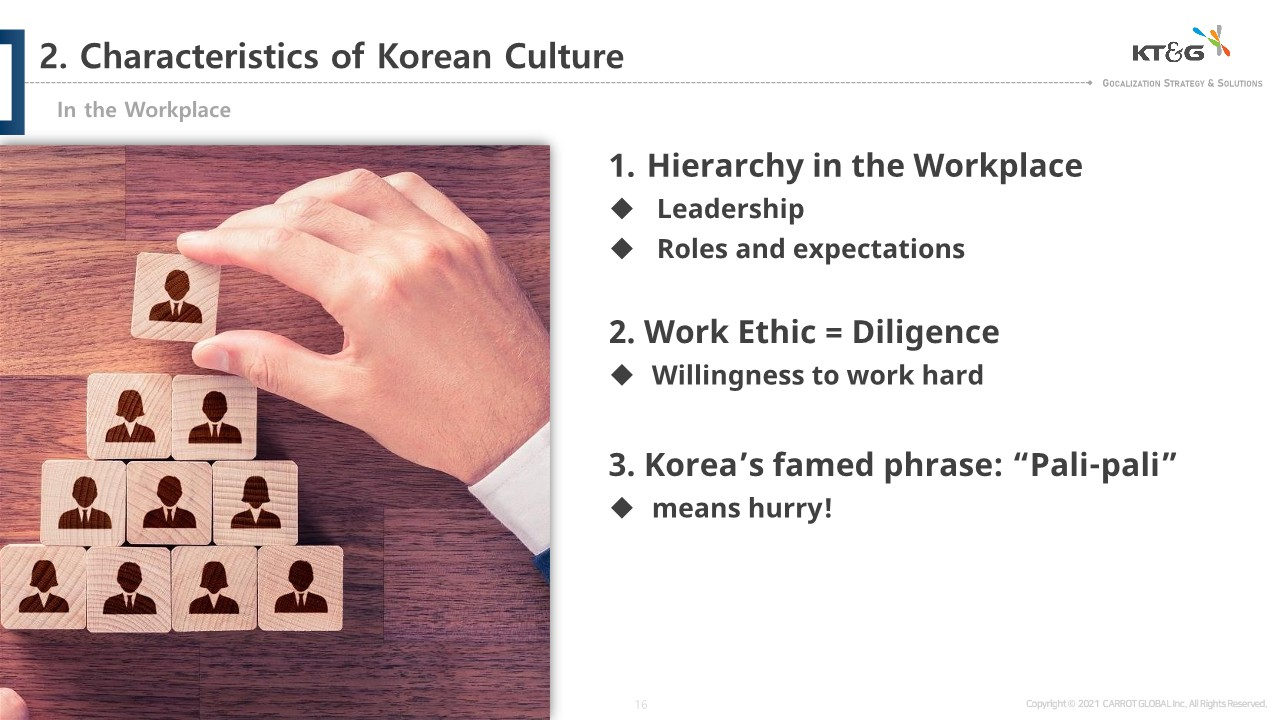 2. Characteristics of Korean Culture
KT&G
GOCALIZATION STRATEGY & SOLUTIONS
In the Workplace
1. Hierarchy in the Workplace
◆ Leadership
◆ Roles and expectations
2. Work Ethic = Diligence
◆ Willingness to work hard
3. Korea’s famed phrase: “Pali-pali”
◆ means hurry!
16
Copyright © 2021 CARROT GLOBAL Inc, All Rights Reserved.